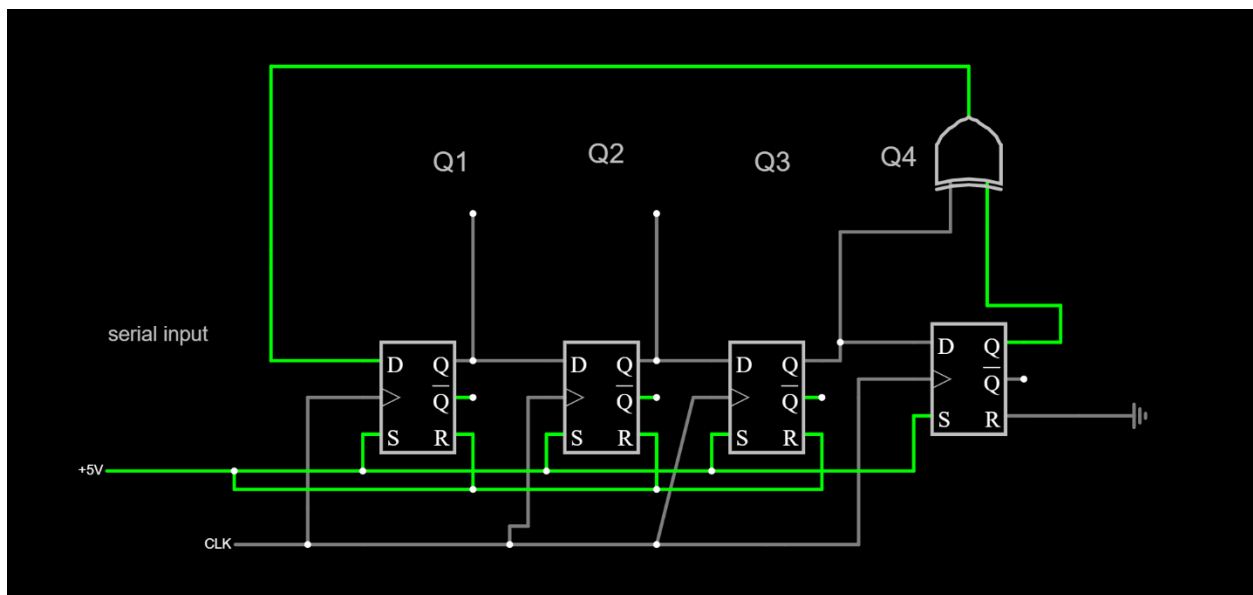 Q1
Q2
Q3
Q4
serial input
D Q
Q̅
S R
D Q
Q̅
S R
D Q
Q̅
S R
D Q
Q̅
S R
+5V
CLK